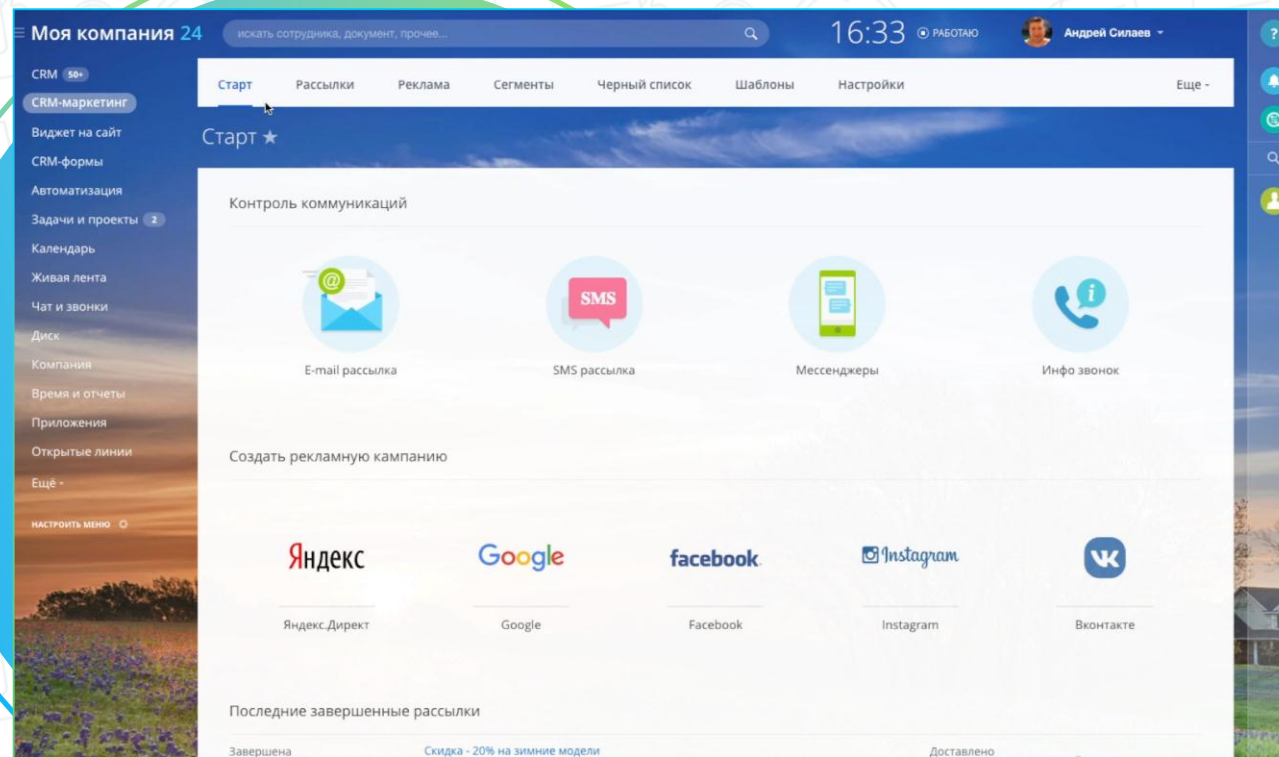 Моя компания 24
искать сотрудника, документ, прочее...
16:33
РАБОТАЮ
Андрей Силаев
?
CRM 50+
CRM-маркетинг
Виджет на сайт
CRM-формы
Автоматизация
Задачи и проекты 2
Календарь
Живая лента
Чат и звонки
Диск
Компания
Время и отчеты
Приложения
Открытые линии
Ещё -
НАСТРОИТЬ МЕНЮ
Старт Рассылки Реклама Сегменты Черный список Шаблоны Настройки Еще -
Старт
Контроль коммуникаций
@
SMS
i
E-mail рассылка SMS рассылка Мессенджеры Инфо звонок
Создать рекламную кампанию
Яндекс Google facebook Instagram
Яндекс.Директ Google Facebook Instagram Вконтакте
Последние завершенные рассылки
Завершена Скидка - 20% на зимние модели Доставлено